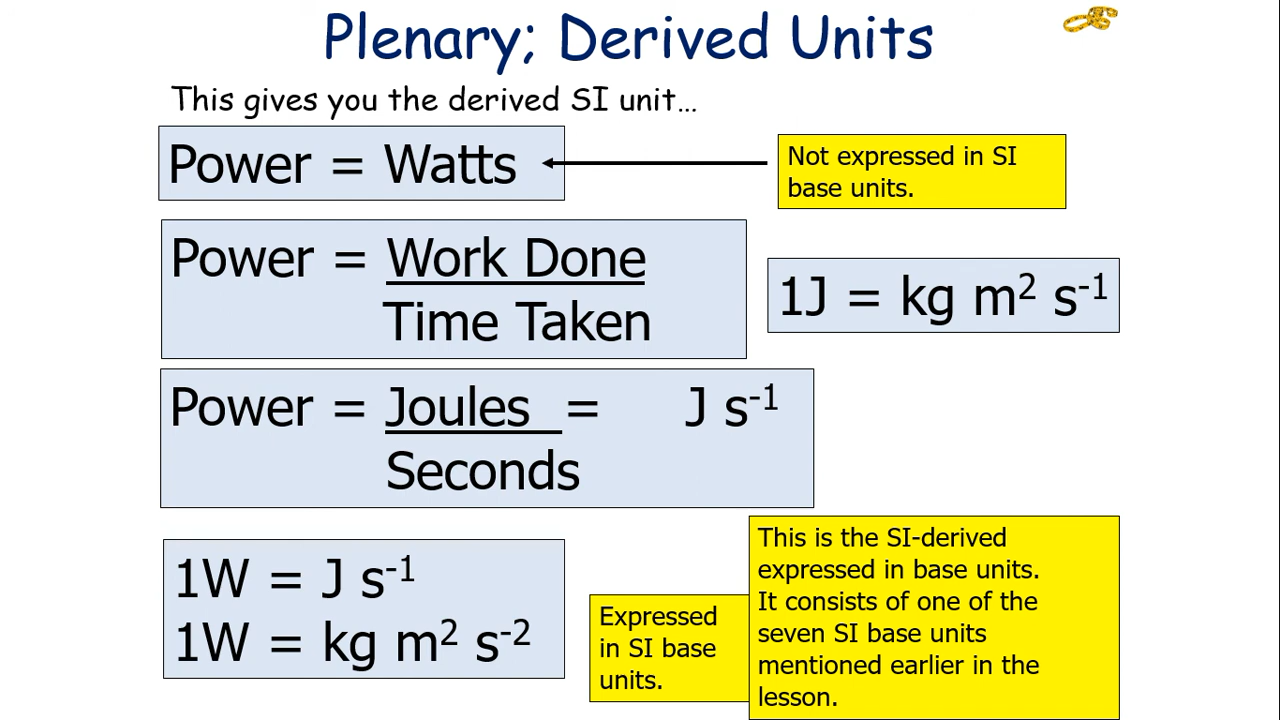 Plenary; Derived Units
This gives you the derived SI unit…
Power = Watts
Not expressed in SI
base units.
Power = Work Done
Time Taken
1J = kg m² s⁻¹
Power = Joules = J s⁻¹
Seconds
1W = J s⁻¹
1W = kg m² s⁻²
Expressed
in SI base
units.
This is the SI-derived
expressed in base units.
It consists of one of the
seven SI base units
mentioned earlier in the
lesson.